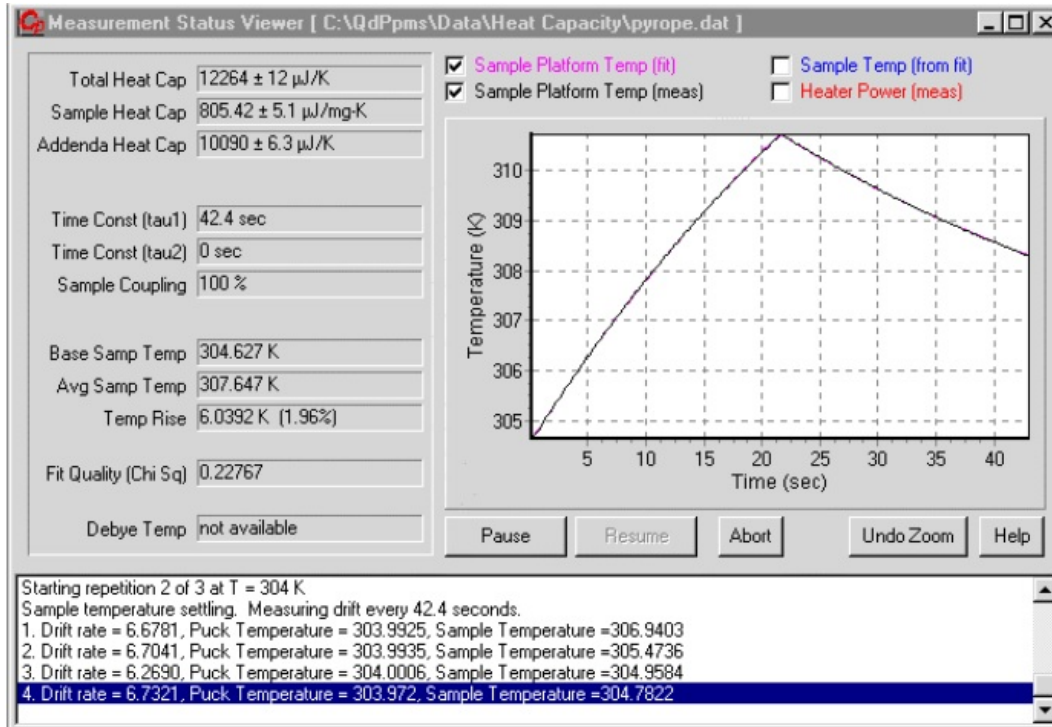 Measurement Status Viewer [ C:\QdPpms\Data\Heat Capacity\pyrope.dat ]
Total Heat Cap 12264 ± 12 µJ/K
Sample Heat Cap 805.42 ± 5.1 µJ/mg-K
Addenda Heat Cap 10090 ± 6.3 µJ/K
Time Const (tau1) 42.4 sec
Time Const (tau2) 0 sec
Sample Coupling 100 %
Base Samp Temp 304.627 K
Avg Samp Temp 307.647 K
Temp Rise 6.0392 K (1.96%)
Fit Quality (Chi Sq) 0.22767
Debye Temp not available
Sample Platform Temp (fit) Sample Temp (from fit)
Sample Platform Temp (meas) Heater Power (meas)
Temperature (K)
310
309
308
307
306
305
5 10 15 20 25 30 35 40
Time (sec)
Pause Resume Abort Undo Zoom Help
Starting repetition 2 of 3 at T = 304 K
Sample temperature settling. Measuring drift every 42.4 seconds.
1. Drift rate = 6.6781, Puck Temperature = 303.9925, Sample Temperature =306.9403
2. Drift rate = 6.7041, Puck Temperature = 303.9935, Sample Temperature =305.4736
3. Drift rate = 6.2690, Puck Temperature = 304.0006, Sample Temperature =304.9584
4. Drift rate = 6.7321, Puck Temperature = 303.972, Sample Temperature =304.7822